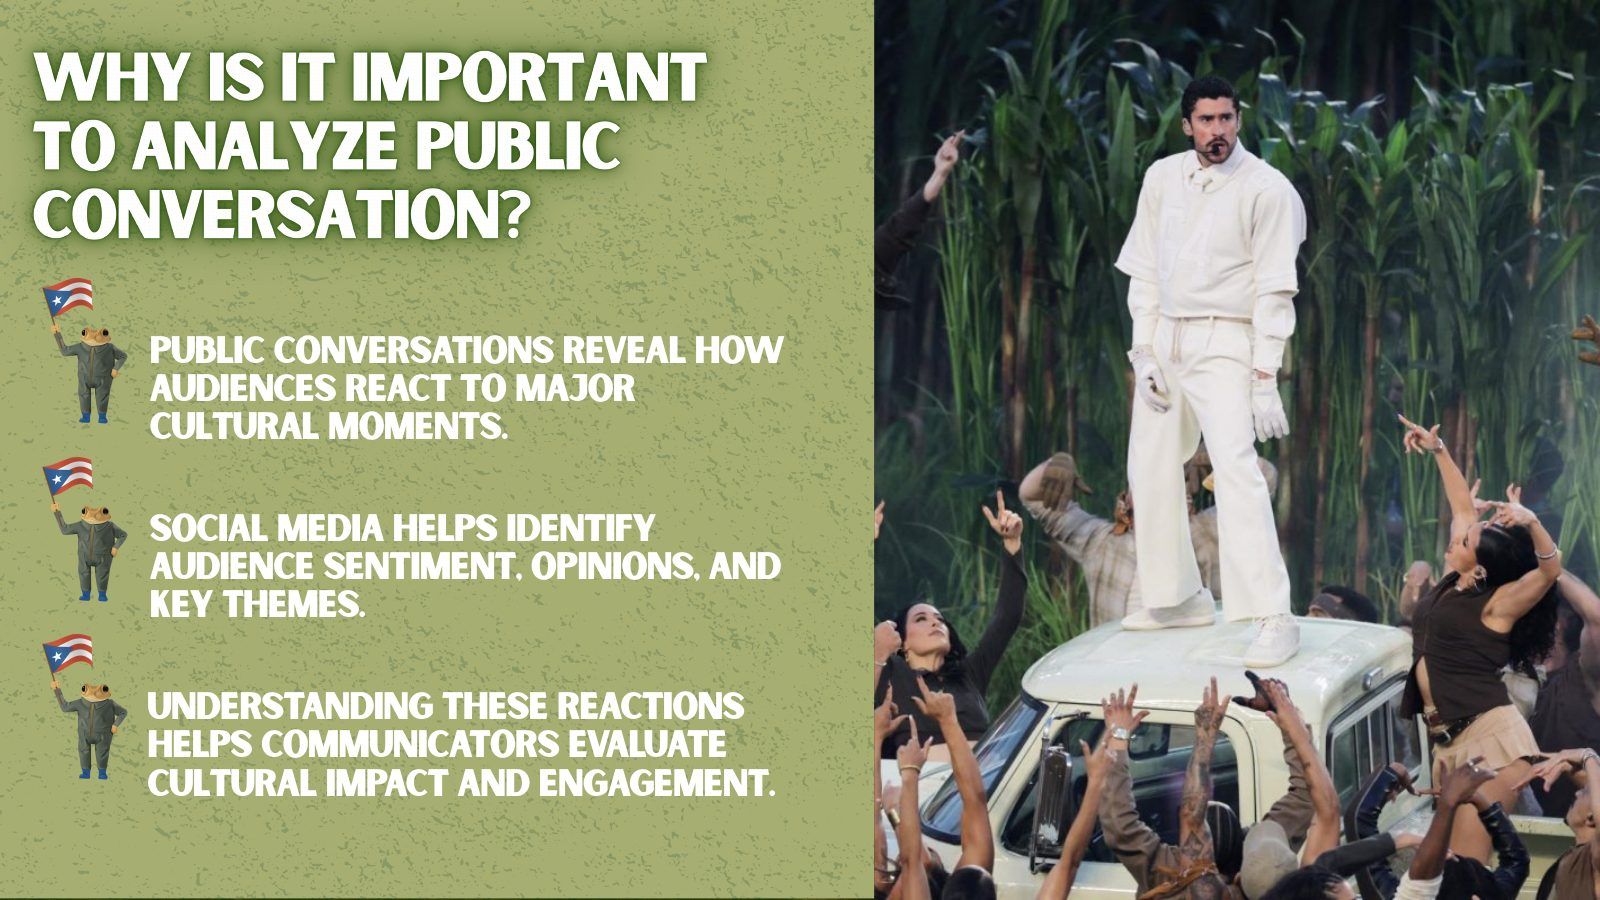 WHY IS IT IMPORTANT
TO ANALYZE PUBLIC
CONVERSATION?
PUBLIC CONVERSATIONS REVEAL HOW
AUDIENCES REACT TO MAJOR
CULTURAL MOMENTS.
SOCIAL MEDIA HELPS IDENTIFY
AUDIENCE SENTIMENT, OPINIONS, AND
KEY THEMES.
UNDERSTANDING THESE REACTIONS
HELPS COMMUNICATORS EVALUATE
CULTURAL IMPACT AND ENGAGEMENT.